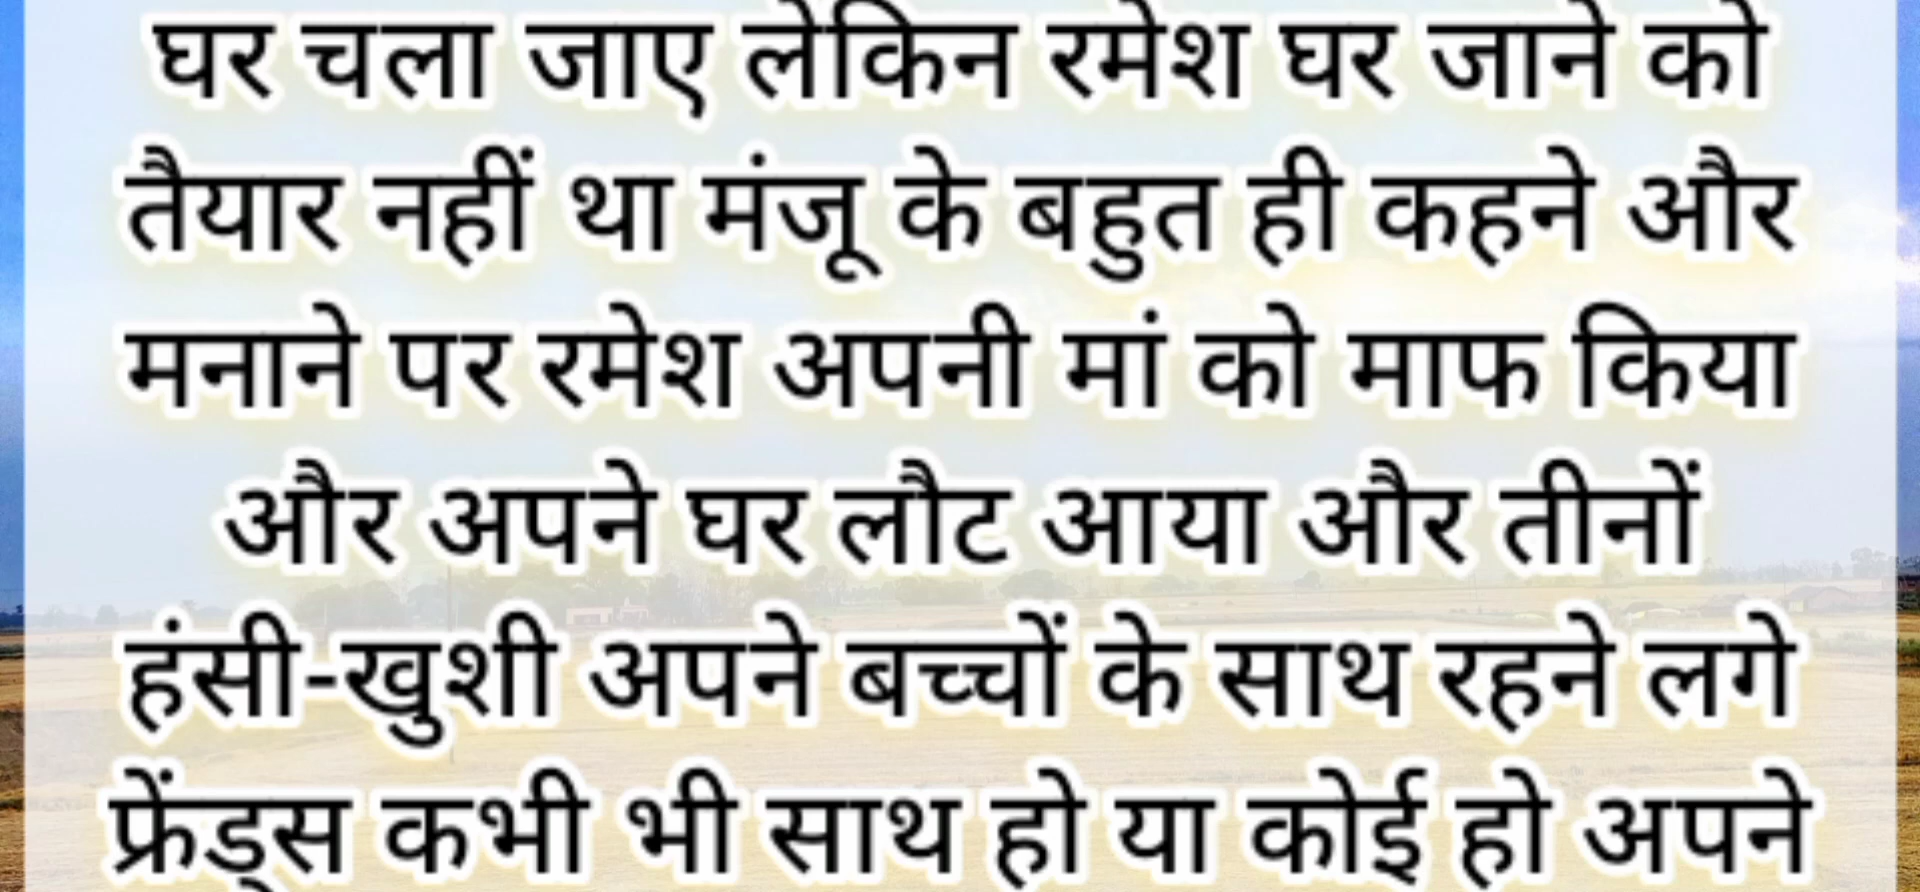 घर चला जाए लेकिन रमेश घर जाने को
तैयार नहीं था मंजू के बहुत ही कहने और
मनाने पर रमेश अपनी मां को माफ किया
और अपने घर लौट आया और तीनों
हंसी-खुशी अपने बच्चों के साथ रहने लगे
फ्रेंड्स कभी भी साथ हो या कोई हो अपने